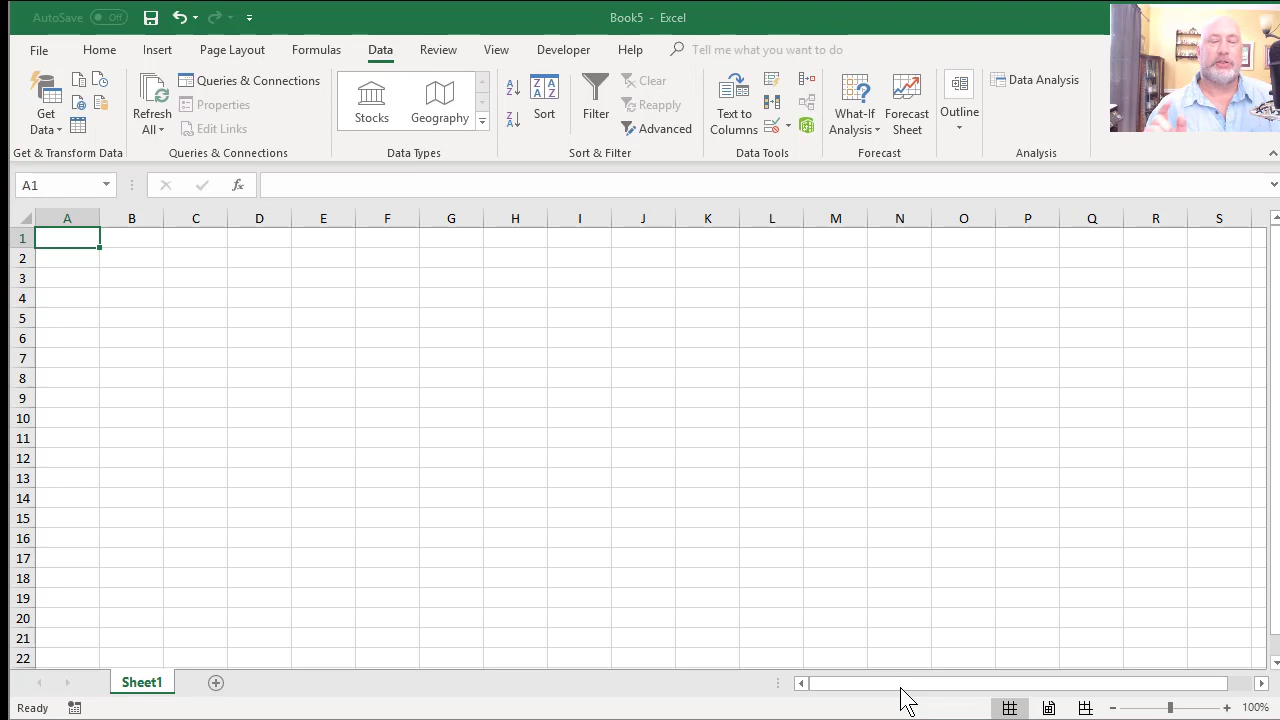 AutoSave Off
Book5 - Excel
File Home Insert Page Layout Formulas Data Review View Developer Help Tell me what you want to do
Get Data
Refresh All
Queries & Connections
Properties
Edit Links
Stocks
Geography
Sort
Filter
Clear
Reapply
Advanced
Text to Columns
What-If Analysis
Forecast Sheet
Outline
Data Analysis
Get & Transform Data Queries & Connections Data Types Sort & Filter Data Tools Forecast Analysis
A1 fx
A B C D E F G H I J K L M N O P Q R S
1
2
3
4
5
6
7
8
9
10
11
12
13
14
15
16
17
18
19
20
21
22
Sheet1
Ready
100%